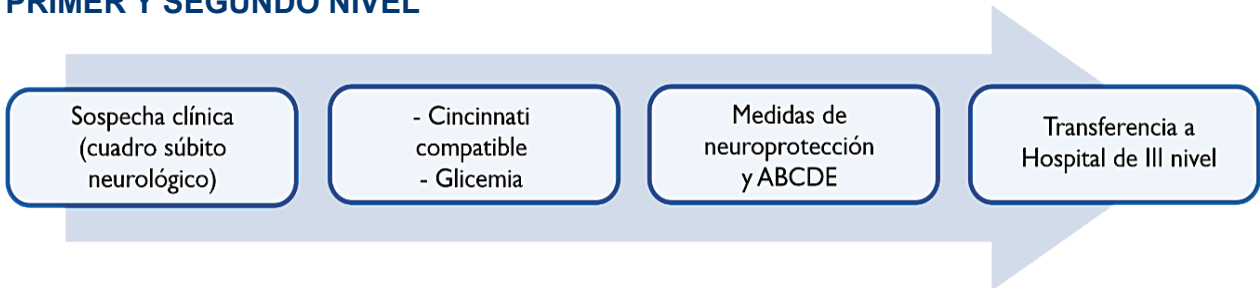 PRIMER Y SEGUNDO NIVEL
Sospecha clínica
(cuadro súbito
neurológico)
- Cincinnati
compatible
- Glicemia
Medidas de
neuroprotección
y ABCDE
Transferencia a
Hospital de III nivel